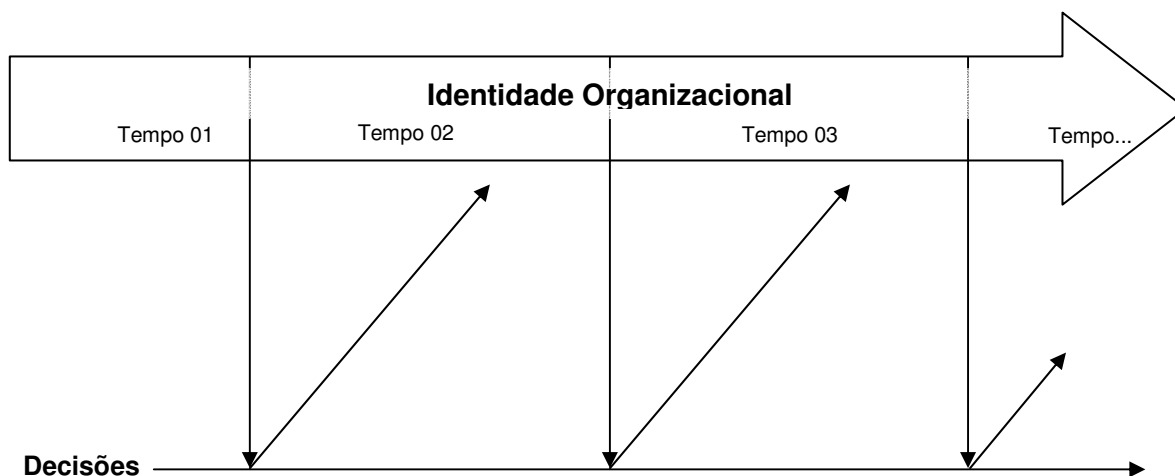 Identidade Organizacional
Tempo 01
Tempo 02
Tempo 03
Tempo...
Decisões